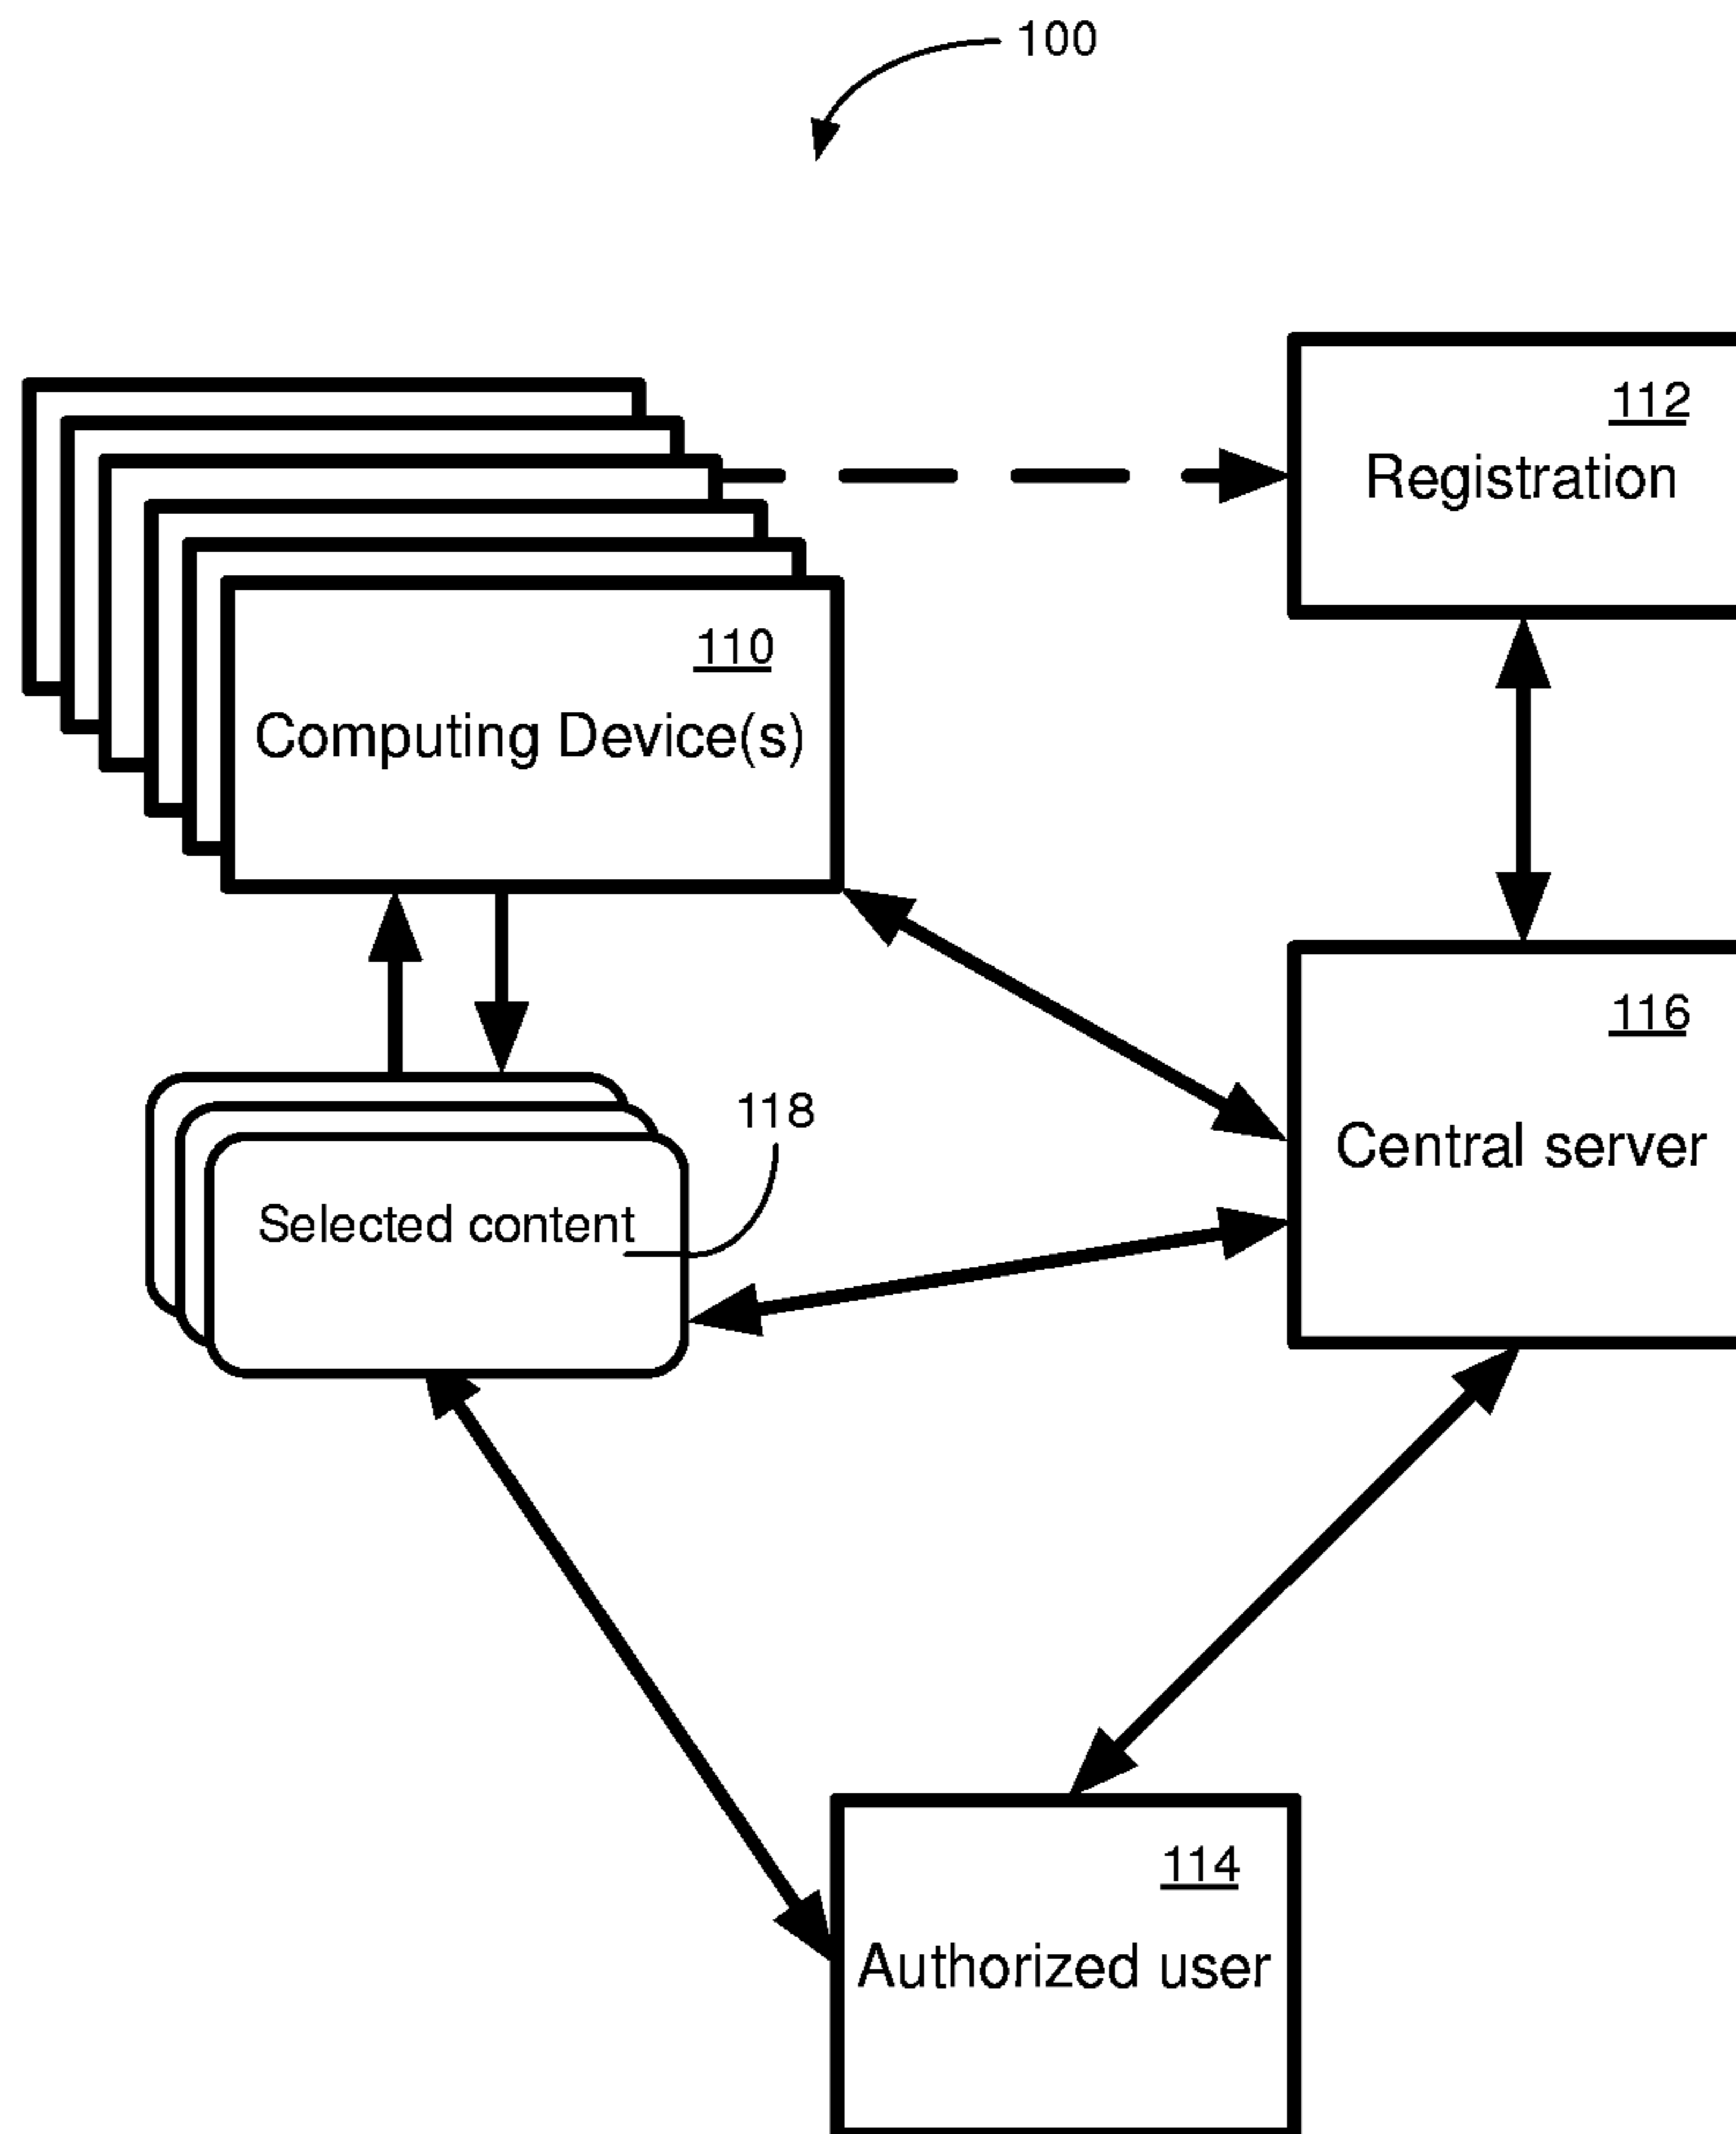 100
112
Registration
110
Computing Device(s)
116
Central server
118
Selected content
114
Authorized user